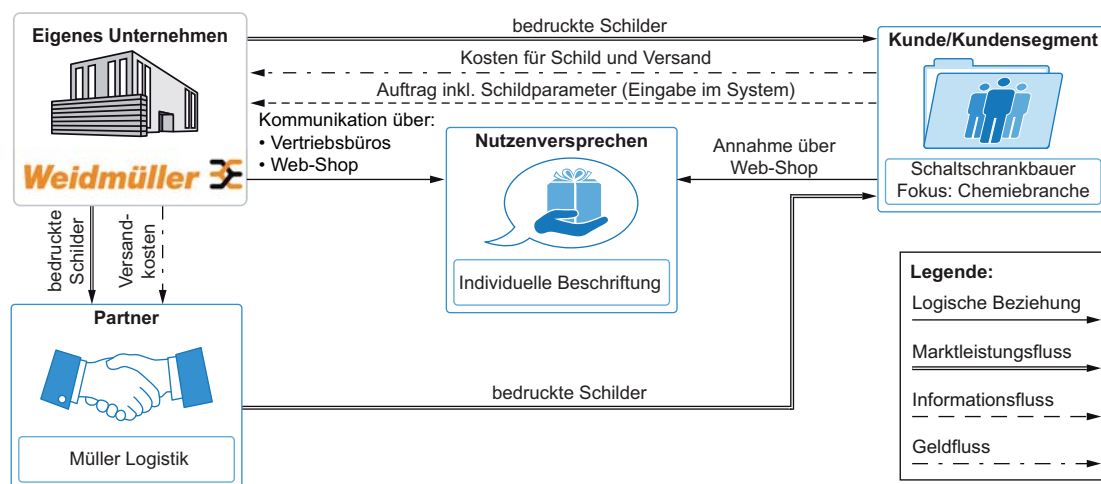 Eigenes Unternehmen
Weidmüller
bedruckte Schilder
Kosten für Schild und Versand
Auftrag inkl. Schildparameter (Eingabe im System)
Kunde/Kundensegment
Schaltschrankbauer
Fokus: Chemiebranche
Kommunikation über:
• Vertriebsbüros
• Web-Shop
Nutzenversprechen
Individuelle Beschriftung
Annahme über
Web-Shop
bedruckte
Schilder
Versand-
kosten
Partner
Müller Logistik
bedruckte Schilder
Legende:
Logische Beziehung
Marktleistungsfluss
Informationsfluss
Geldfluss